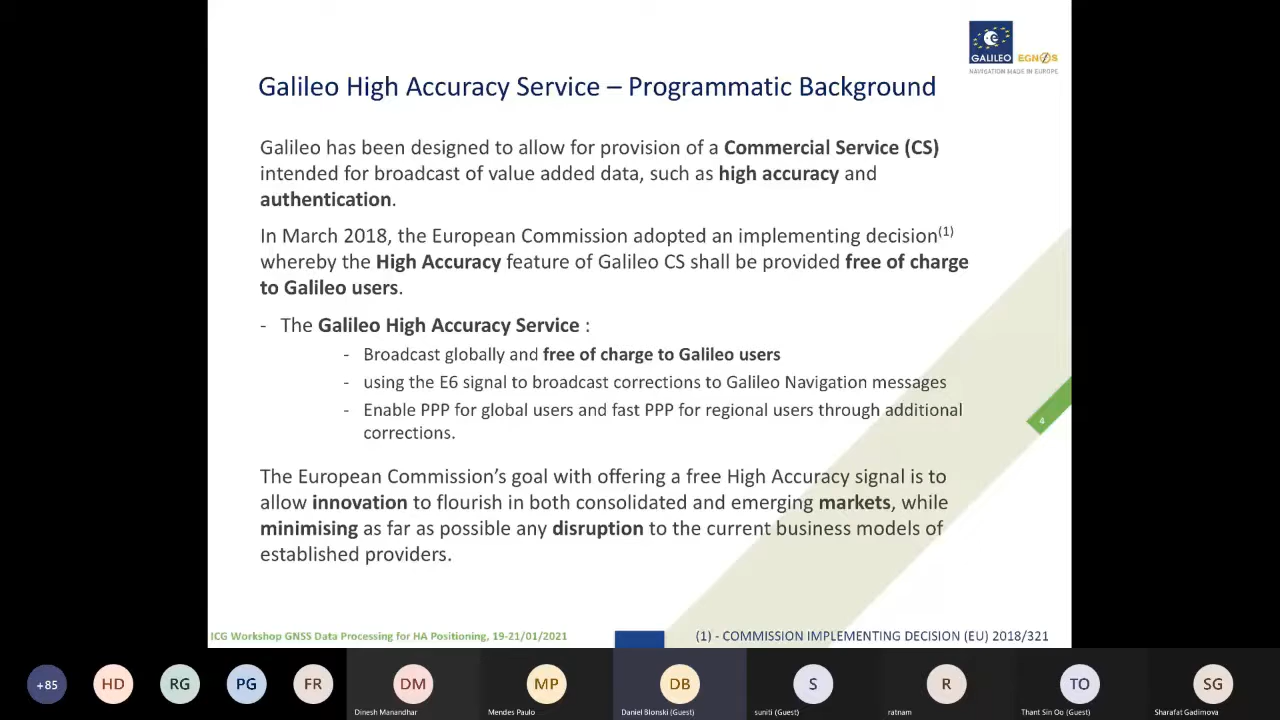 GALILEO
EGNOS
NAVIGATION MADE IN EUROPE
Galileo High Accuracy Service – Programmatic Background
Galileo has been designed to allow for provision of a Commercial Service (CS)
intended for broadcast of value added data, such as high accuracy and
authentication.
In March 2018, the European Commission adopted an implementing decision(1)
whereby the High Accuracy feature of Galileo CS shall be provided free of charge
to Galileo users.
- The Galileo High Accuracy Service :
- Broadcast globally and free of charge to Galileo users
- using the E6 signal to broadcast corrections to Galileo Navigation messages
- Enable PPP for global users and fast PPP for regional users through additional
corrections.
4
The European Commission’s goal with offering a free High Accuracy signal is to
allow innovation to flourish in both consolidated and emerging markets, while
minimising as far as possible any disruption to the current business models of
established providers.
ICG Workshop GNSS Data Processing for HA Positioning, 19-21/01/2021
(1) - COMMISSION IMPLEMENTING DECISION (EU) 2018/321
+85 HD RG PG FR DM MP DB S R TO SG
Dinesh Manandhar Mendes Paulo Daniel Blonski (Guest) suniti (Guest) ratnam Thant Sin Oo (Guest) Sharafat Gadimova